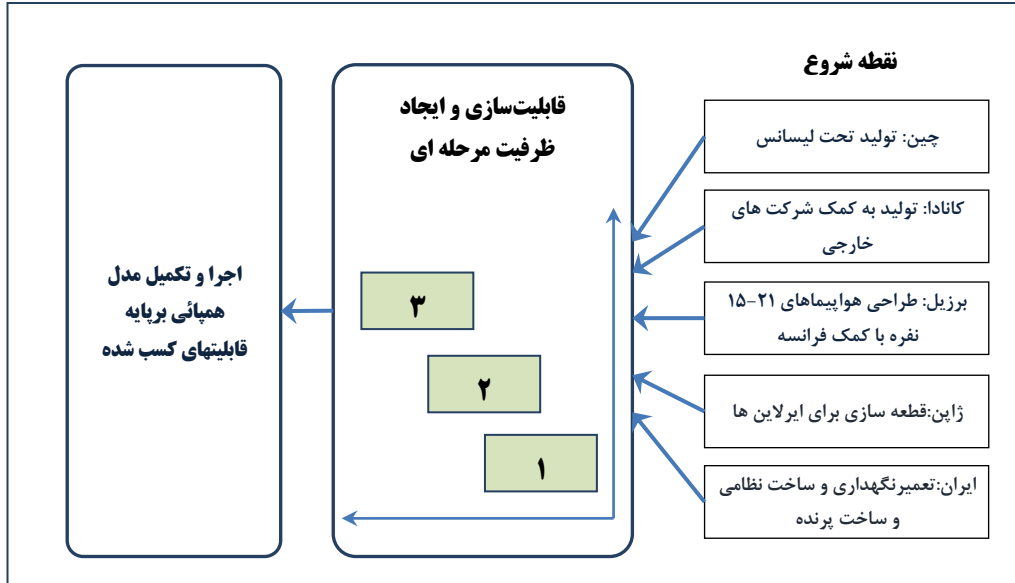 نقطه شروع
چین: تولید تحت لیسانس
کانادا: تولید به کمک شرکت های
خارجی
برزیل: طراحی هواپیماهای ۲۱-۱۵
نفره با کمک فرانسه
ژاپن:قطعه سازی برای ایرلاین ها
ایران:تعمیرنگهداری و ساخت نظامی
و ساخت پرنده
قابلیت‌سازی و ایجاد
ظرفیت مرحله ای
۳
۲
۱
اجرا و تکمیل مدل
همپائی برپایه
قابلیتهای کسب شده